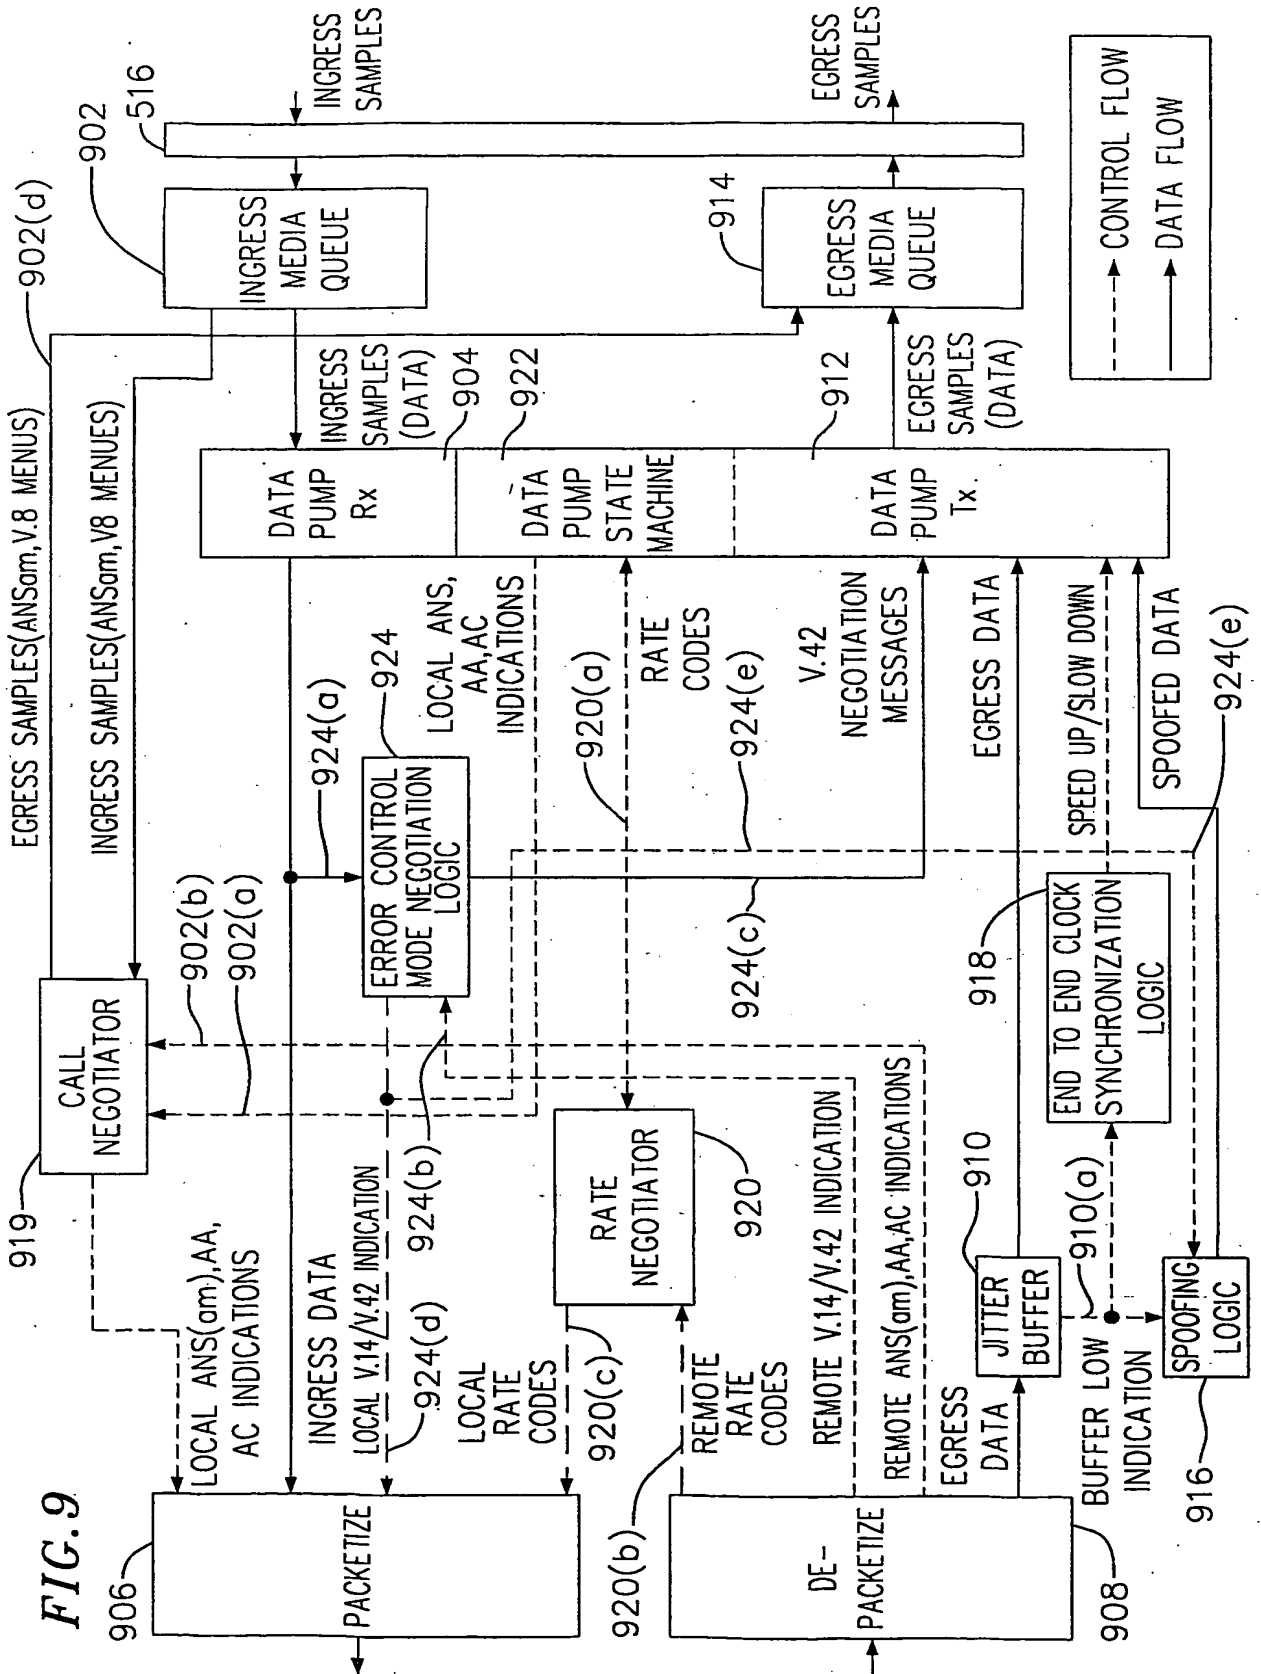 FIG.9
906
PACKETIZE
LOCAL ANS(am),AA,
AC INDICATIONS
919
CALL
NEGOTIATOR
902(b)
902(a)
EGRESS SAMPLES(ANSam,V.8 MENUS)
INGRESS SAMPLES(ANSam,V8 MENUES)
902(d)
902
INGRESS
MEDIA
QUEUE
516
INGRESS
SAMPLES
INGRESS DATA
LOCAL V.14/V.42 INDICATION
924(d)
924(b)
924(a)
ERROR CONTROL
MODE NEGOTIATION
LOGIC
924
DATA
PUMP
Rx
INGRESS
SAMPLES
(DATA)
904
LOCAL ANS,
AA,AC
INDICATIONS
DATA
PUMP
STATE
MACHINE
922
LOCAL
RATE
CODES
920(c)
RATE
NEGOTIATOR
920
920(a)
RATE
CODES
920(b)
REMOTE
RATE
CODES
924(e)
924(c)
V.42
NEGOTIATION
MESSAGES
DATA
PUMP
Tx.
912
EGRESS
SAMPLES
(DATA)
914
EGRESS
MEDIA
QUEUE
EGRESS
SAMPLES
DE-
PACKETIZE
908
REMOTE V.14/V.42 INDICATION
REMOTE ANS(am),AA,AC INDICATIONS
EGRESS
DATA
JITTER
BUFFER
910
EGRESS DATA
918
END TO END CLOCK
SYNCHRONIZATION
LOGIC
SPEED UP/SLOW DOWN
910(a)
BUFFER LOW
INDICATION
SPOOFING
LOGIC
916
SPOOFED DATA
924(e)
CONTROL FLOW
DATA FLOW